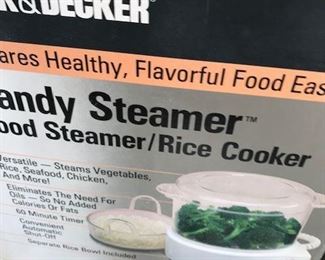 K&DECKER®
ares Healthy, Flavorful Food Eas
andy Steamer™
ood Steamer/Rice Cooker
Versatile — Steams Vegetables,
Rice, Seafood, Chicken,
And More!
Eliminates The Need For
Oils — So No Added
Calories Or Fats
60 Minute Timer
Convenient
Automatic
Shut-Off
Separate Rice Bowl Included